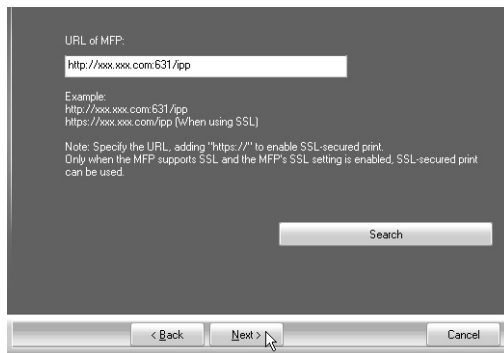 URL of MFP:
http://xxx.xxx.com:631/ipp
Example:
http://xxx.xxx.com:631/ipp
https://xxx.xxx.com/ipp (When using SSL)
Note: Specify the URL, adding "https://" to enable SSL-secured print.
Only when the MFP supports SSL and the MFP's SSL setting is enabled, SSL-secured print
can be used.
Search
< Back Next > Cancel